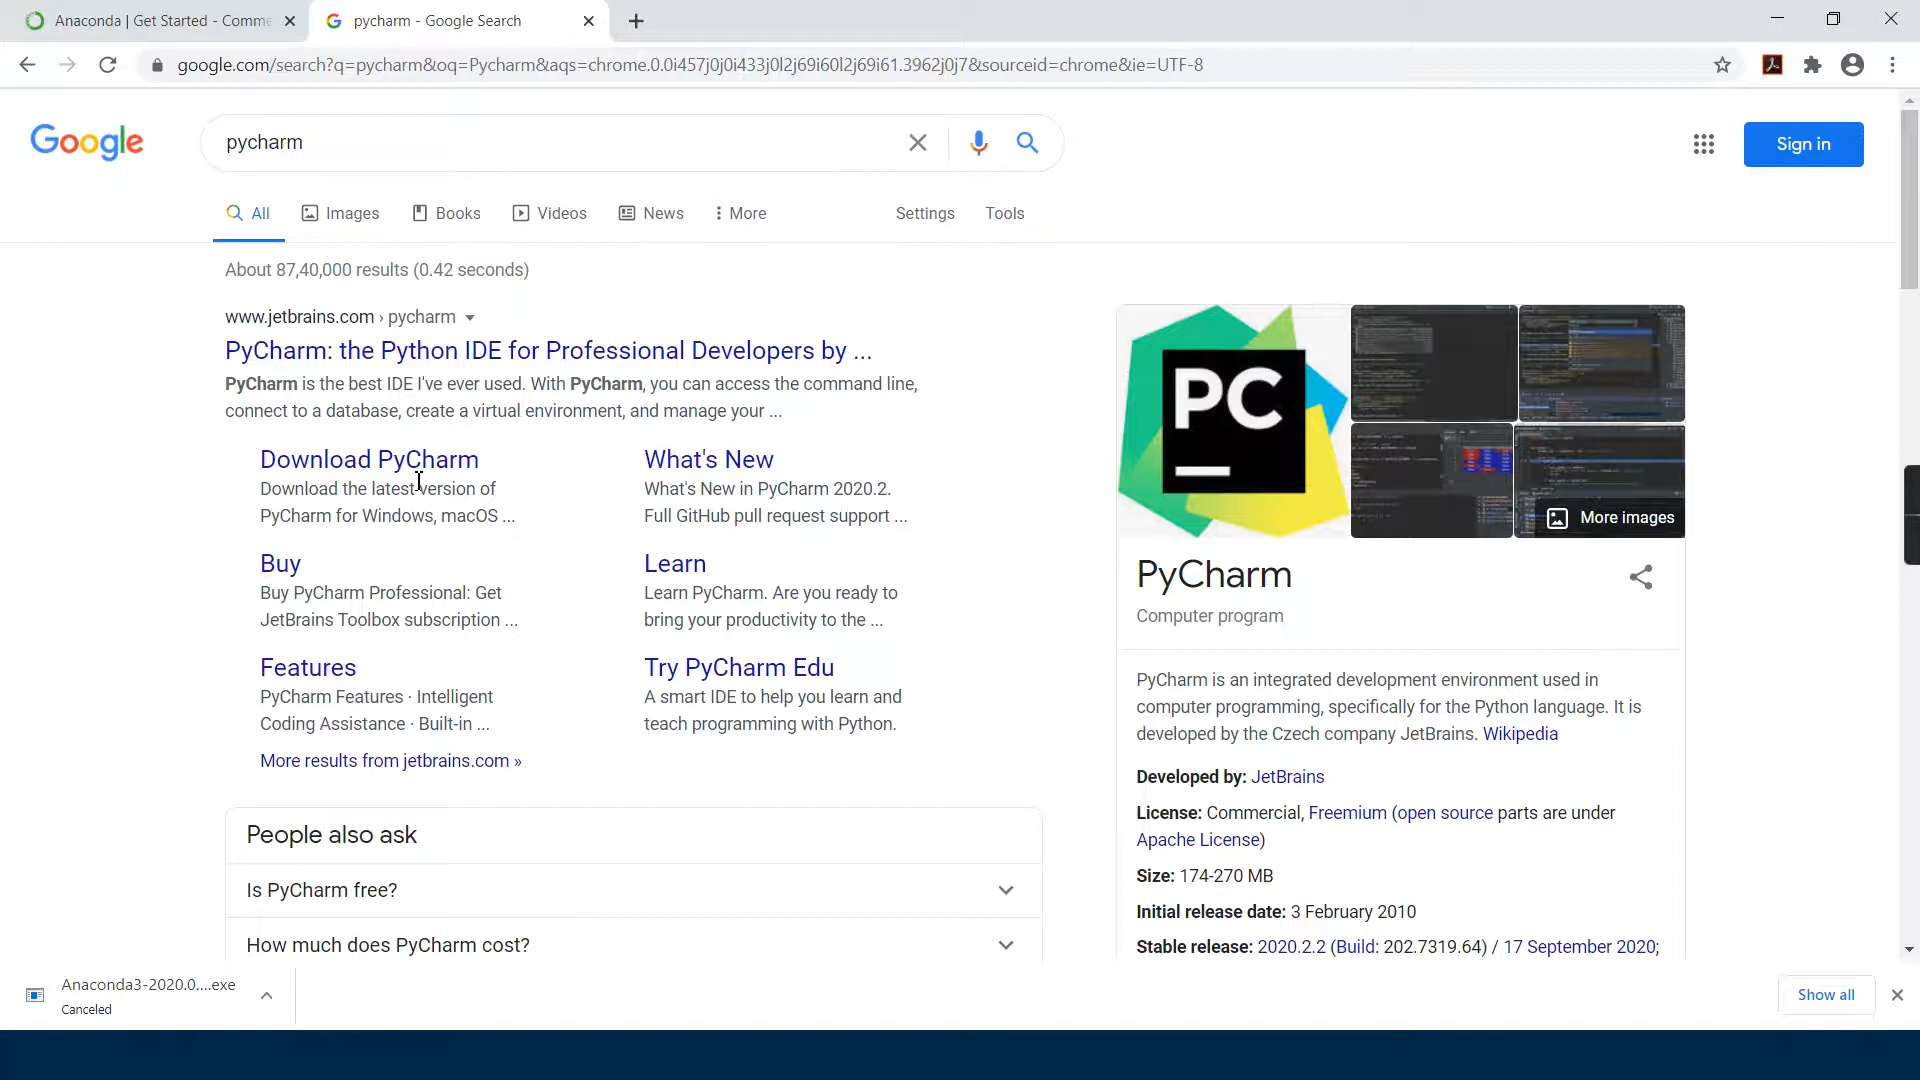 Anaconda | Get Started - Comme
pycharm - Google Search
google.com/search?q=pycharm&oq=Pycharm&aqs=chrome.0.0i457j0j0i433j0l2j69i60l2j69i61.3962j0j7&sourceid=chrome&ie=UTF-8
Google
pycharm
Sign in
All
Images
Books
Videos
News
More
Settings
Tools
About 87,40,000 results (0.42 seconds)
www.jetbrains.com › pycharm
PyCharm: the Python IDE for Professional Developers by ...
PyCharm is the best IDE I've ever used. With PyCharm, you can access the command line,
connect to a database, create a virtual environment, and manage your ...
Download PyCharm
Download the latest version of
PyCharm for Windows, macOS ...
What's New
What's New in PyCharm 2020.2.
Full GitHub pull request support ...
Buy
Buy PyCharm Professional: Get
JetBrains Toolbox subscription ...
Learn
Learn PyCharm. Are you ready to
bring your productivity to the ...
Features
PyCharm Features · Intelligent
Coding Assistance · Built-in ...
Try PyCharm Edu
A smart IDE to help you learn and
teach programming with Python.
More results from jetbrains.com »
People also ask
Is PyCharm free?
How much does PyCharm cost?
PC
More images
PyCharm
Computer program
PyCharm is an integrated development environment used in
computer programming, specifically for the Python language. It is
developed by the Czech company JetBrains. Wikipedia
Developed by: JetBrains
License: Commercial, Freemium (open source parts are under
Apache License)
Size: 174-270 MB
Initial release date: 3 February 2010
Stable release: 2020.2.2 (Build: 202.7319.64) / 17 September 2020;
Anaconda3-2020.0....exe
Canceled
Show all